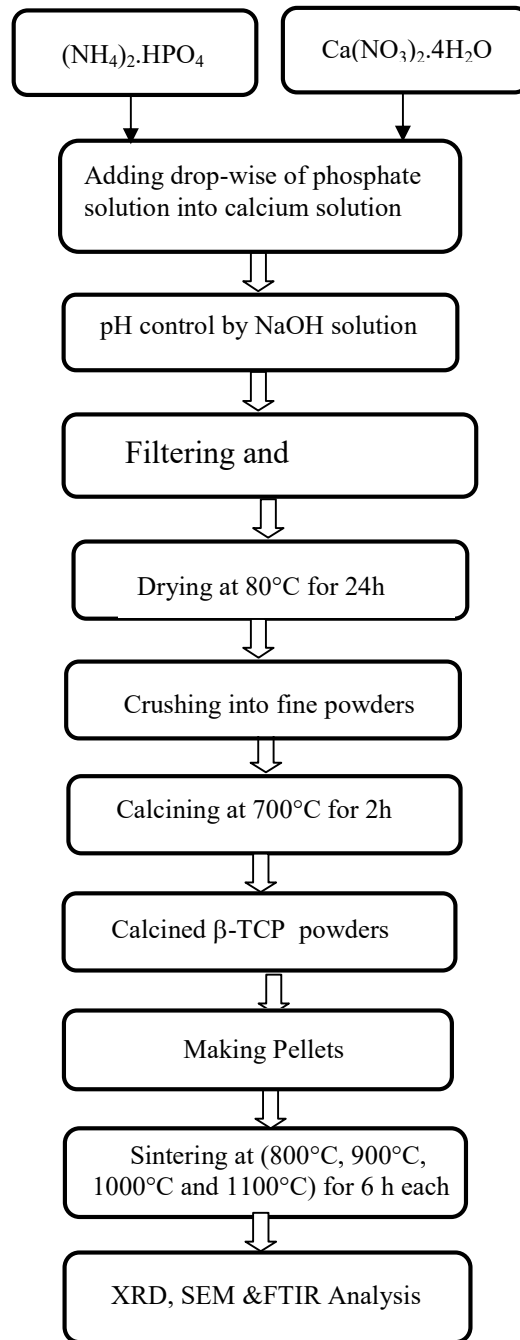 (NH₄)₂.HPO₄
Ca(NO₃)₂.4H₂O
Adding drop-wise of phosphate
solution into calcium solution
pH control by NaOH solution
Filtering and
Drying at 80°C for 24h
Crushing into fine powders
Calcining at 700°C for 2h
Calcined β-TCP powders
Making Pellets
Sintering at (800°C, 900°C,
1000°C and 1100°C) for 6 h each
XRD, SEM &FTIR Analysis